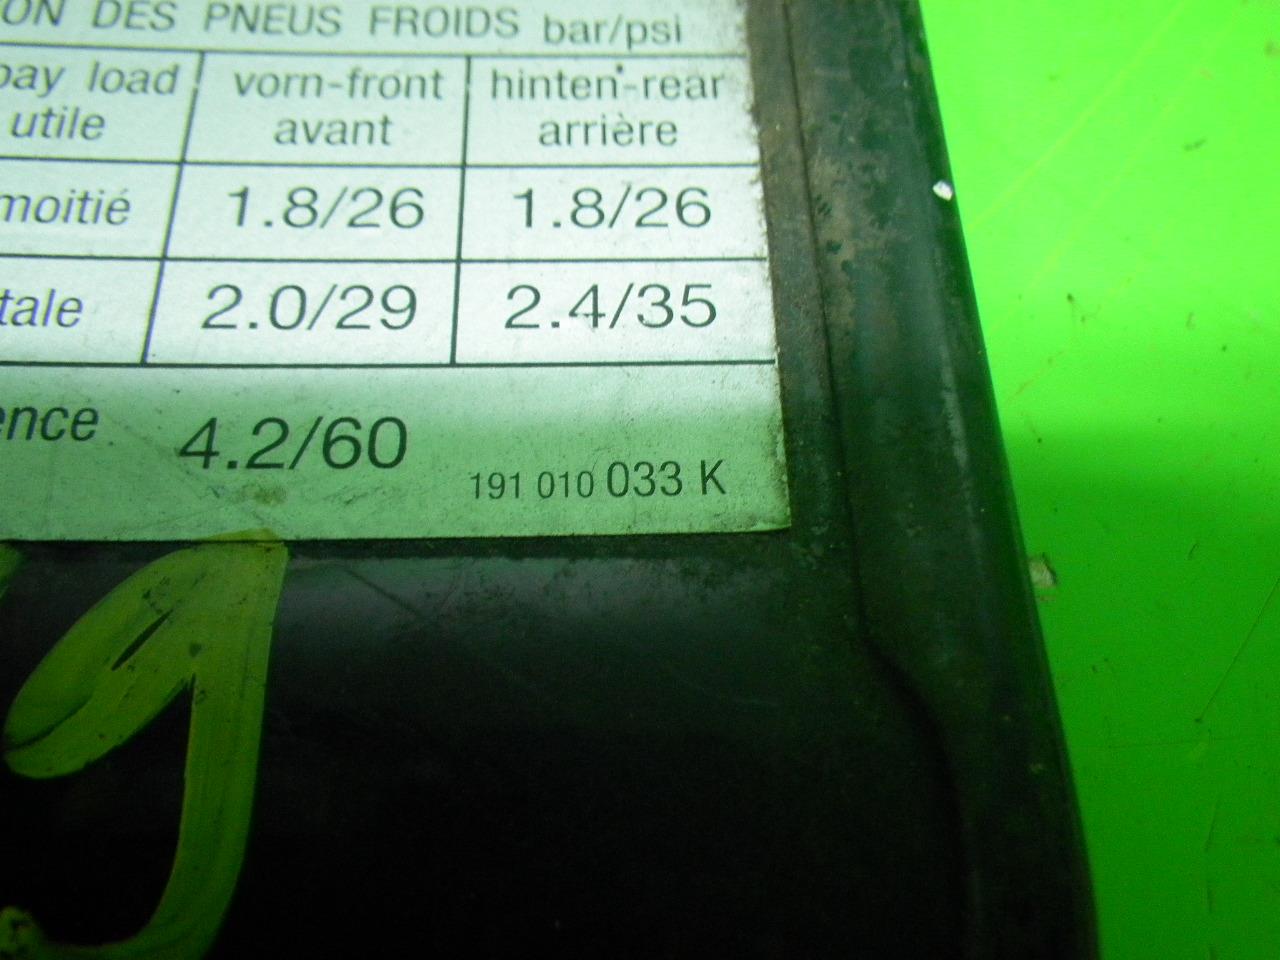 ON DES PNEUS FROIDS bar/psi
pay load vorn-front hinten-rear
utile avant arrière
moitié 1.8/26 1.8/26
tale 2.0/29 2.4/35
ence 4.2/60
191 010 033 K
9